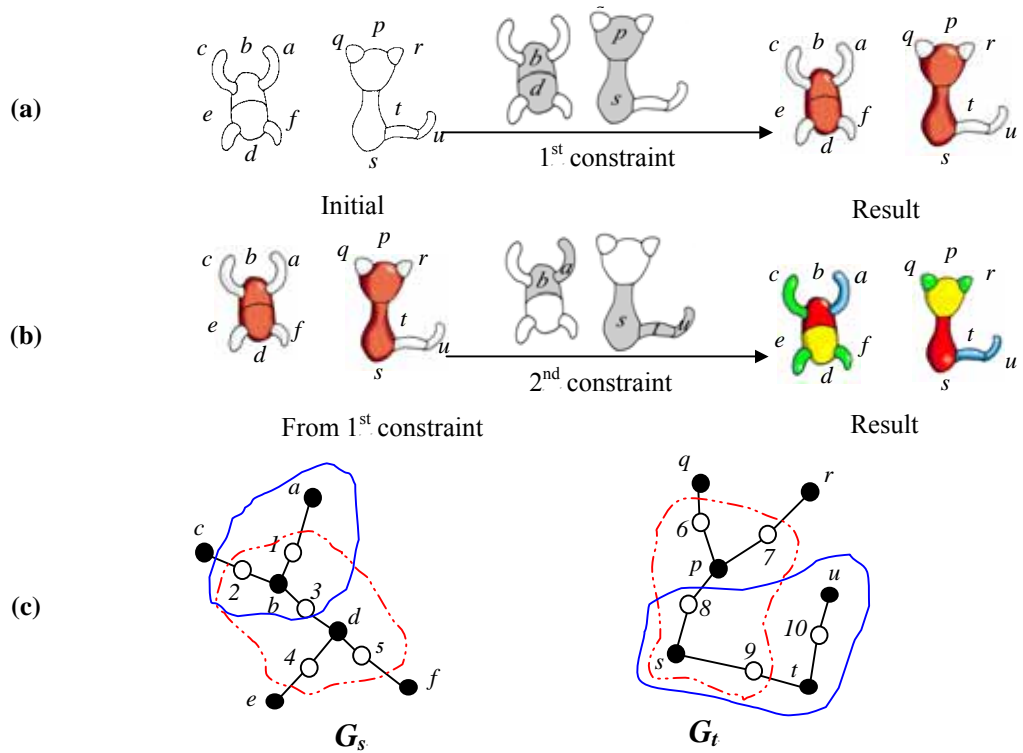 (a)
c b a
e f
d
q p r
t
u
s
b
d
p
s
1st constraint
c b a
e f
d
q p r
t
u
s
Initial
Result
(b)
c b a
e f
d
q p r
t
u
s
b a
s u
2nd constraint
c b a
e f
d
q p r
t
u
s
From 1st constraint
Result
(c)
a
c
1
2
b 3
d
4 5
e f
Gs
q r
6 7
p
8 u
10
s 9 t
Gt